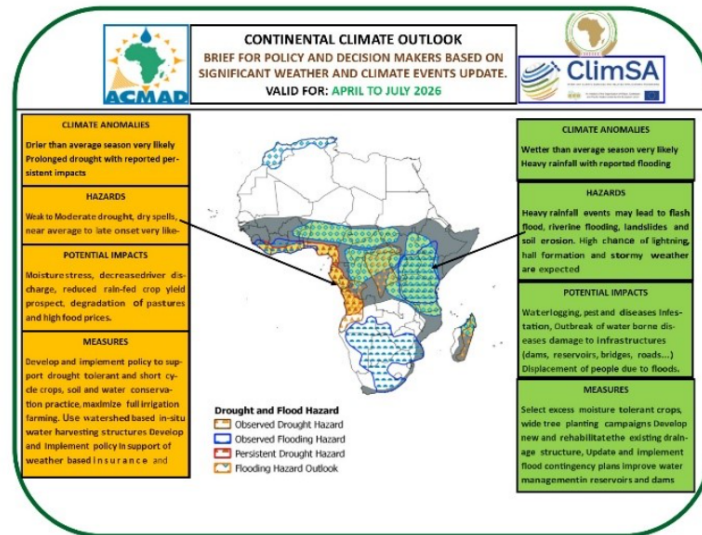 CONTINENTAL CLIMATE OUTLOOK
BRIEF FOR POLICY AND DECISION MAKERS BASED ON
SIGNIFICANT WEATHER AND CLIMATE EVENTS UPDATE.
VALID FOR: APRIL TO JULY 2026
ACMAD
ClimSA
CLIMATE ANOMALIES
Drier than average season very likely
Prolonged drought with reported per-
sistent impacts
HAZARDS
Weak to Moderate drought, dry spells,
near average to late onset very like-
POTENTIAL IMPACTS
Moisture stress, decreasedriver dis-
charge, reduced rain-fed crop yield
prospect, degradation of pastures
and high food prices.
MEASURES
Develop and implement policy to sup-
port drought tolerant and short cy-
cle crops, soil and water conserva-
tion practice, maximize full irrigation
farming. Use watershed based in-situ
water harvesting structures Develop
and Implement policy in support of
weather based insurance and
Drought and Flood Hazard
Observed Drought Hazard
Observed Flooding Hazard
Persistent Drought Hazard
Flooding Hazard Outlook
CLIMATE ANOMALIES
Wetter than average season very likely
Heavy rainfall with reported flooding
HAZARDS
Heavy rainfall events may lead to flash
flood, riverine flooding, landslides and
soil erosion. High chance of lightning,
hall formation and stormy weather
are expected
POTENTIAL IMPACTS
Waterlogging, pest and diseases Infes-
tation, Outbreak of water borne dis-
eases damage to infrastructures
(dams, reservoirs, bridges, roads...)
Displacement of people due to floods.
MEASURES
Select excess moisture tolerant crops,
wide tree planting campaigns Develop
new and rehabilitatethe existing drain-
age structure, Update and implement
flood contingency plans improve water
managementin reservoirs and dams